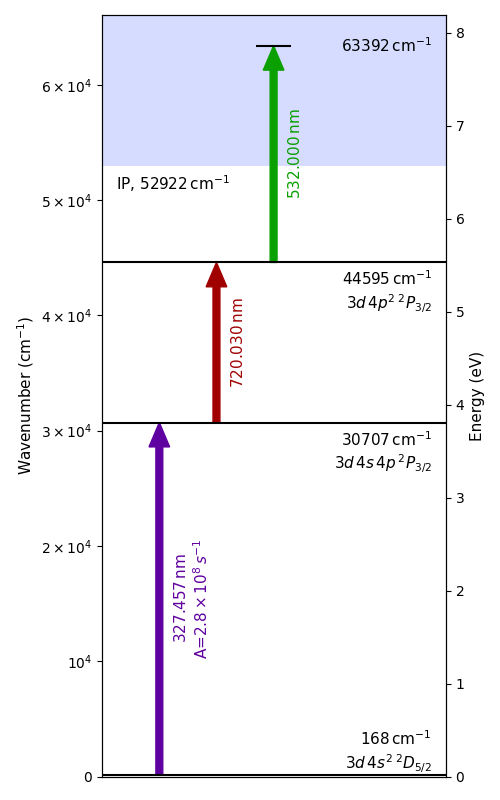 63392 cm⁻¹
8
7
6
5
4
3
2
1
0
6 × 10⁴
5 × 10⁴
4 × 10⁴
3 × 10⁴
2 × 10⁴
10⁴
0
Wavenumber (cm⁻¹)
Energy (eV)
532.000 nm
IP, 52922 cm⁻¹
44595 cm⁻¹
3d 4p² ²P₃/₂
720.030 nm
30707 cm⁻¹
3d 4s 4p ²P₃/₂
327.457 nm
A=2.8 × 10⁸ s⁻¹
168 cm⁻¹
3d 4s² ²D₅/₂